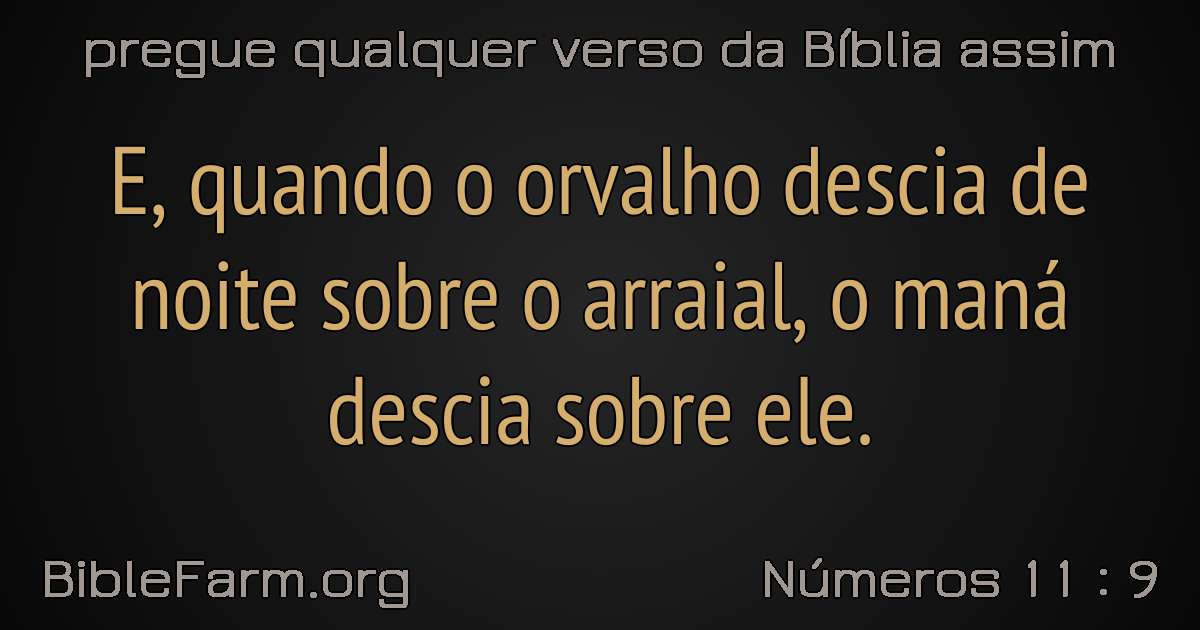 pregue qualquer verso da Bíblia assim
E, quando o orvalho descia de
noite sobre o arraial, o maná
descia sobre ele.
BibleFarm.org
Números 11 : 9